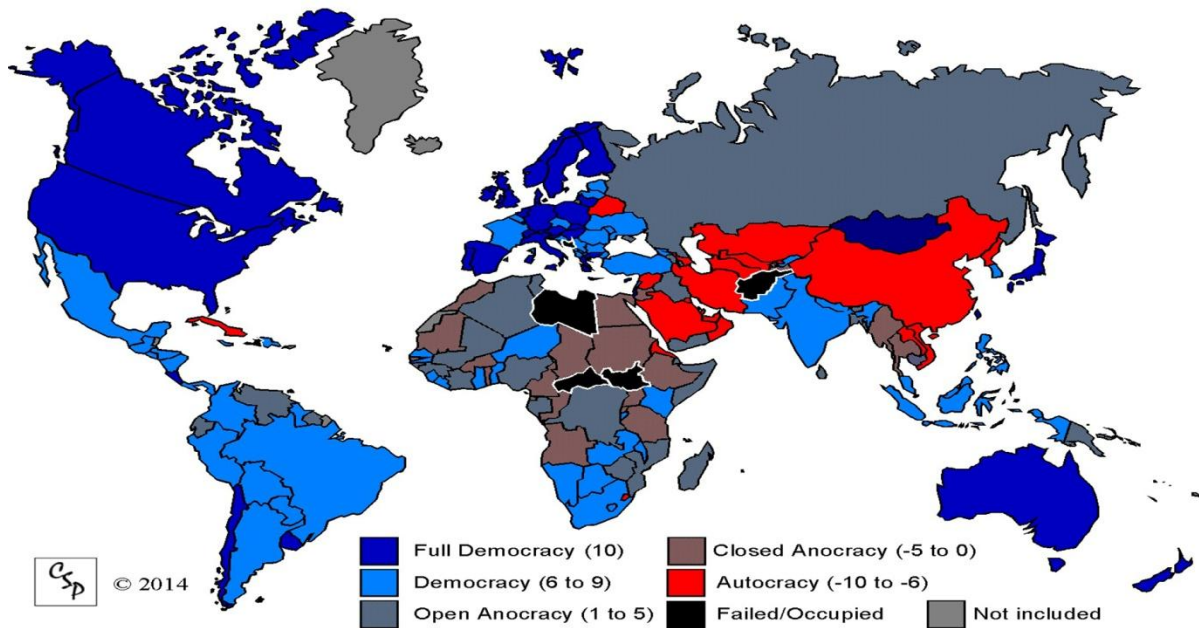 Full Democracy (10)
Closed Anocracy (-5 to 0)
CSP
© 2014
Democracy (6 to 9)
Autocracy (-10 to -6)
Open Anocracy (1 to 5)
Failed/Occupied
Not included